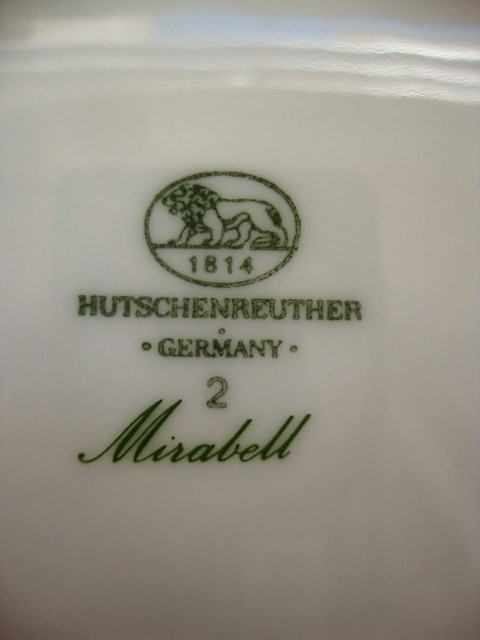 1814
HUTSCHENREUTHER
• GERMANY •
2
Mirabell